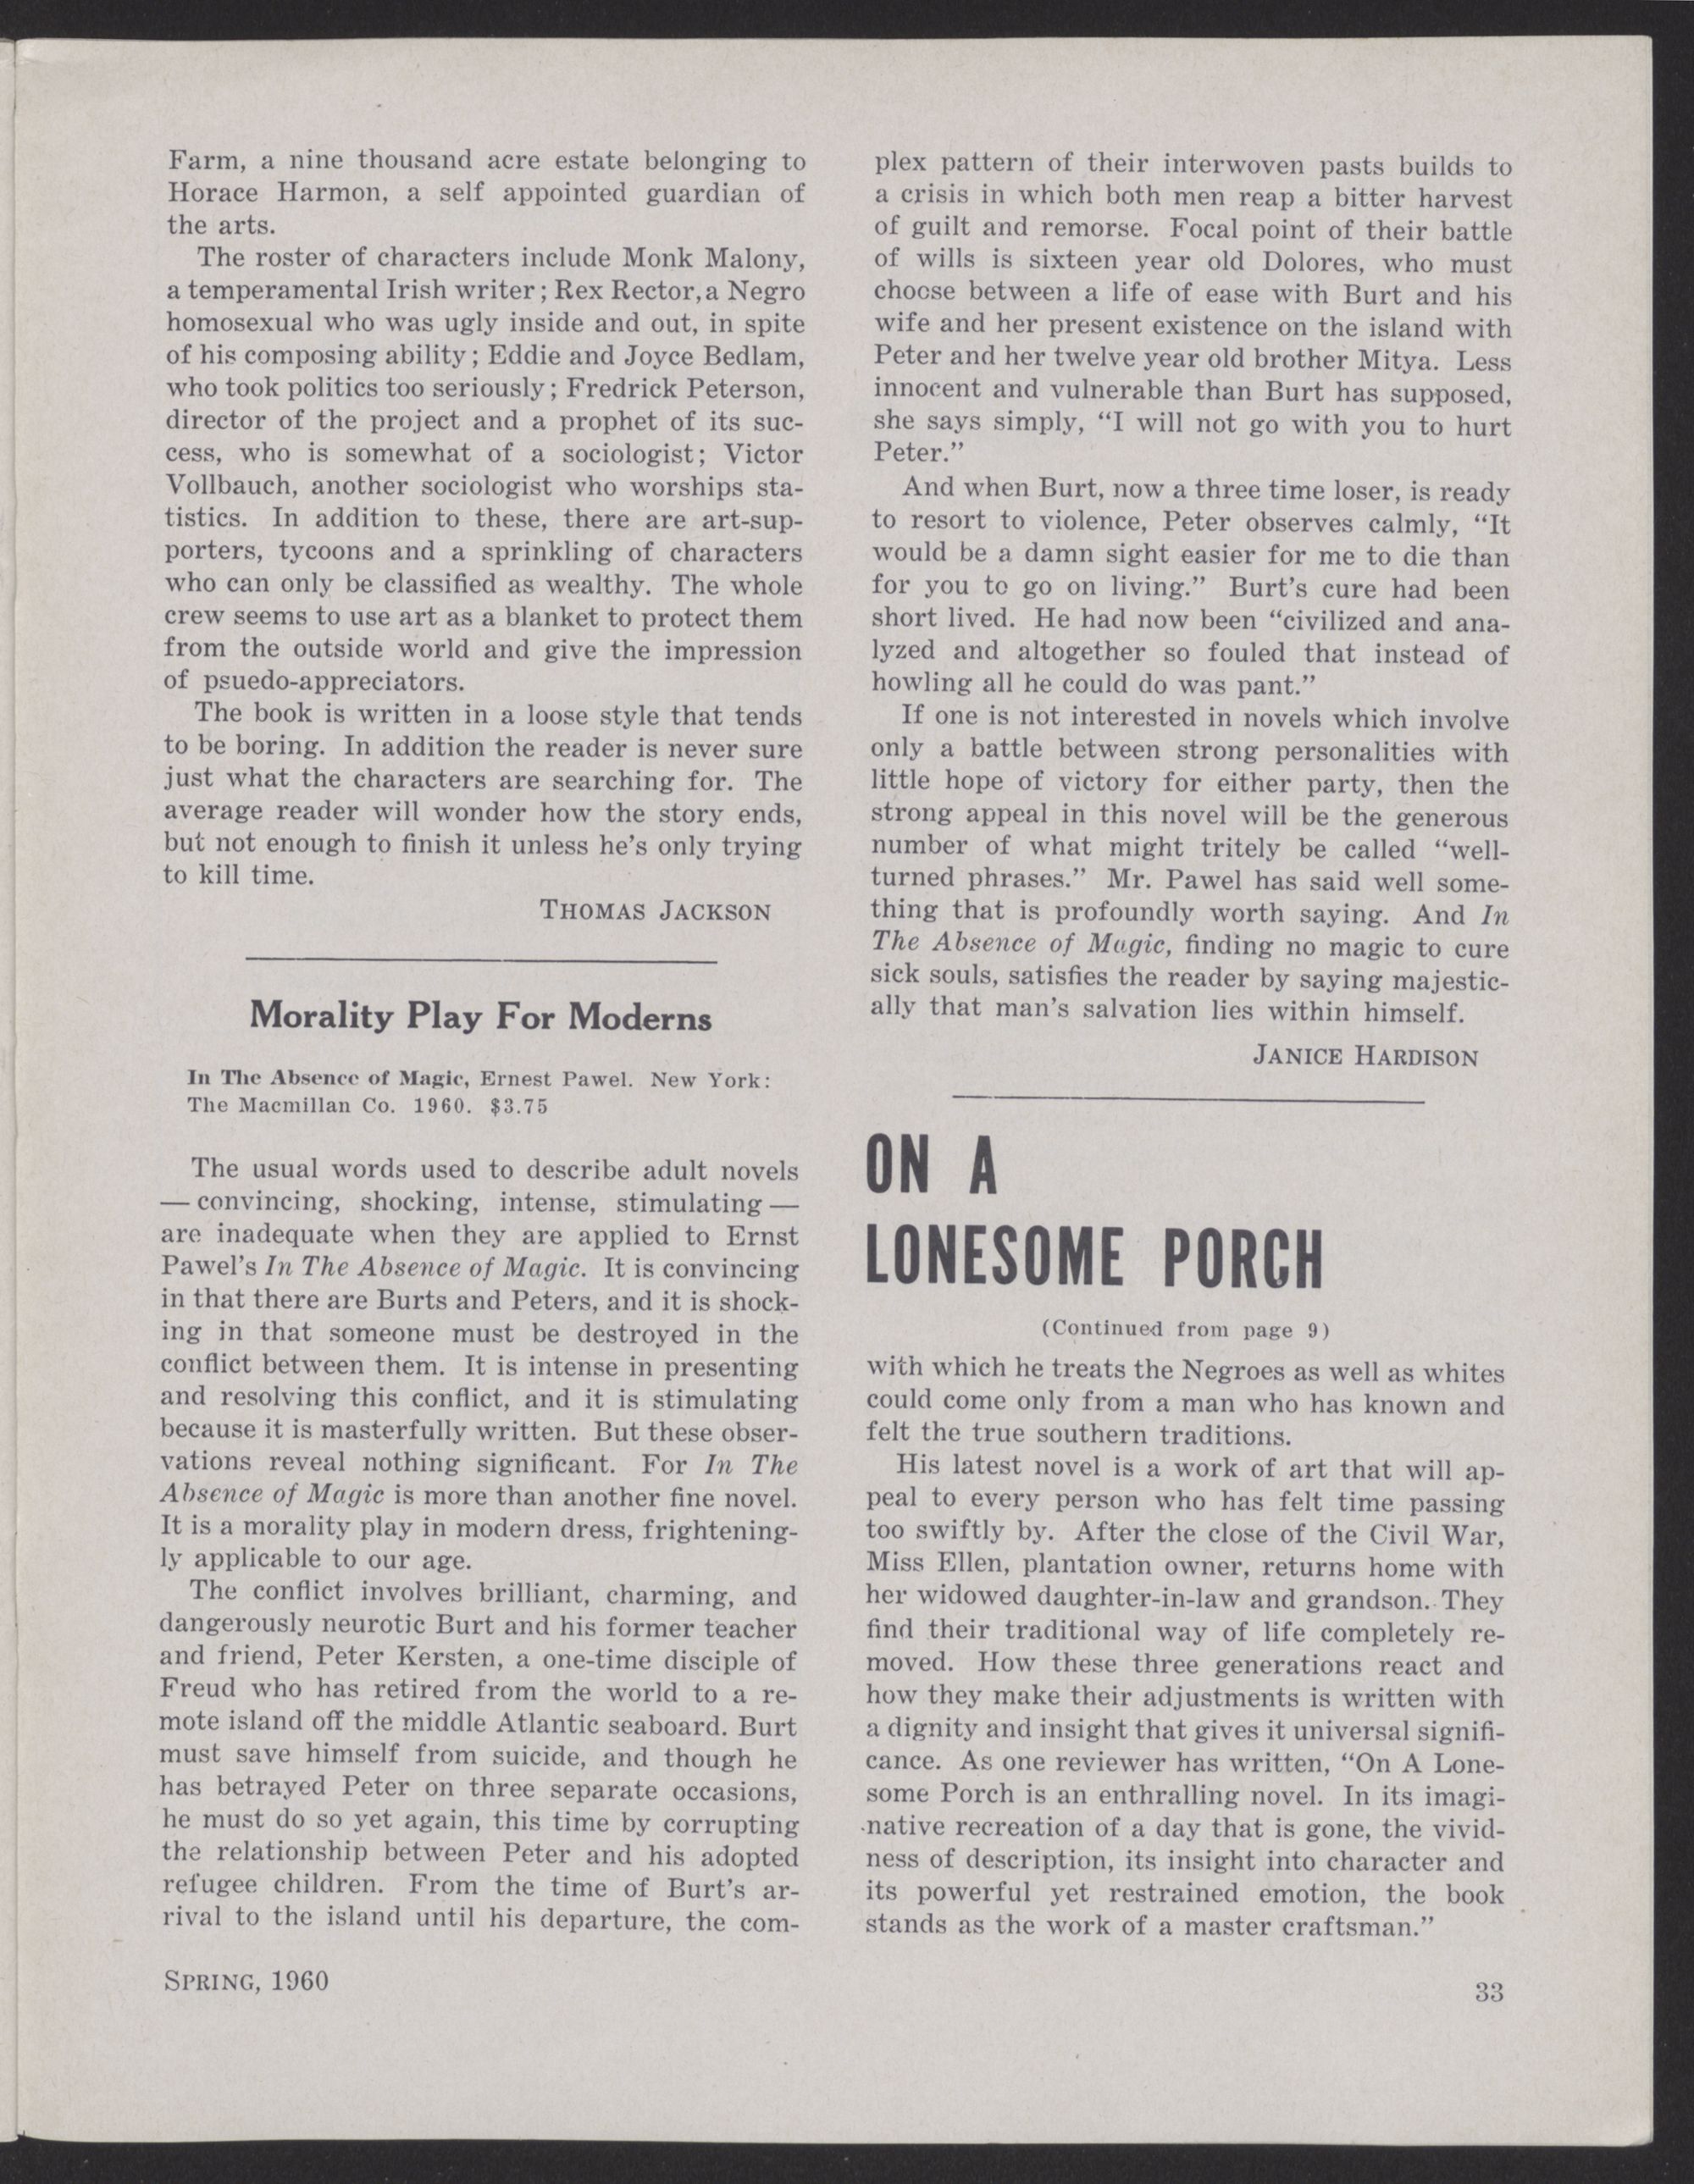 Farm, a nine thousand acre estate belonging to
Horace Harmon, a self appointed guardian of
the arts.
The roster of characters include Monk Malony,
a temperamental Irish writer; Rex Rector, a Negro
homosexual who was ugly inside and out, in spite
of his composing ability; Eddie and Joyce Bedlam,
who took politics too seriously; Fredrick Peterson,
director of the project and a prophet of its suc-
cess, who is somewhat of a sociologist; Victor
Vollbauch, another sociologist who worships sta-
tistics. In addition to these, there are art-sup-
porters, tycoons and a sprinkling of characters
who can only be classified as wealthy. The whole
crew seems to use art as a blanket to protect them
from the outside world and give the impression
of psuedo-appreciators.
The book is written in a loose style that tends
to be boring. In addition the reader is never sure
just what the characters are searching for. The
average reader will wonder how the story ends,
but not enough to finish it unless he's only trying
to kill time.
THOMAS JACKSON
Morality Play For Moderns
In The Absence of Magic, Ernest Pawel. New York:
The Macmillan Co. 1960. $3.75
The usual words used to describe adult novels
— convincing, shocking, intense, stimulating —
are inadequate when they are applied to Ernst
Pawel's In The Absence of Magic. It is convincing
in that there are Burts and Peters, and it is shock-
ing in that someone must be destroyed in the
conflict between them. It is intense in presenting
and resolving this conflict, and it is stimulating
because it is masterfully written. But these obser-
vations reveal nothing significant. For In The
Absence of Magic is more than another fine novel.
It is a morality play in modern dress, frightening-
ly applicable to our age.
The conflict involves brilliant, charming, and
dangerously neurotic Burt and his former teacher
and friend, Peter Kersten, a one-time disciple of
Freud who has retired from the world to a re-
mote island off the middle Atlantic seaboard. Burt
must save himself from suicide, and though he
has betrayed Peter on three separate occasions,
he must do so yet again, this time by corrupting
the relationship between Peter and his adopted
refugee children. From the time of Burt's ar-
rival to the island until his departure, the com-
plex pattern of their interwoven pasts builds to
a crisis in which both men reap a bitter harvest
of guilt and remorse. Focal point of their battle
of wills is sixteen year old Dolores, who must
choose between a life of ease with Burt and his
wife and her present existence on the island with
Peter and her twelve year old brother Mitya. Less
innocent and vulnerable than Burt has supposed,
she says simply, "I will not go with you to hurt
Peter."
And when Burt, now a three time loser, is ready
to resort to violence, Peter observes calmly, "It
would be a damn sight easier for me to die than
for you to go on living." Burt's cure had been
short lived. He had now been "civilized and ana-
lyzed and altogether so fouled that instead of
howling all he could do was pant."
If one is not interested in novels which involve
only a battle between strong personalities with
little hope of victory for either party, then the
strong appeal in this novel will be the generous
number of what might tritely be called "well-
turned phrases." Mr. Pawel has said well some-
thing that is profoundly worth saying. And In
The Absence of Magic, finding no magic to cure
sick souls, satisfies the reader by saying majestic-
ally that man's salvation lies within himself.
JANICE HARDISON
ON A
LONESOME PORCH
(Continued from page 9)
with which he treats the Negroes as well as whites
could come only from a man who has known and
felt the true southern traditions.
His latest novel is a work of art that will ap-
peal to every person who has felt time passing
too swiftly by. After the close of the Civil War,
Miss Ellen, plantation owner, returns home with
her widowed daughter-in-law and grandson. They
find their traditional way of life completely re-
moved. How these three generations react and
how they make their adjustments is written with
a dignity and insight that gives it universal signifi-
cance. As one reviewer has written, "On A Lone-
some Porch is an enthralling novel. In its imagi-
native recreation of a day that is gone, the vivid-
ness of description, its insight into character and
its powerful yet restrained emotion, the book
stands as the work of a master craftsman."
SPRING, 1960
33